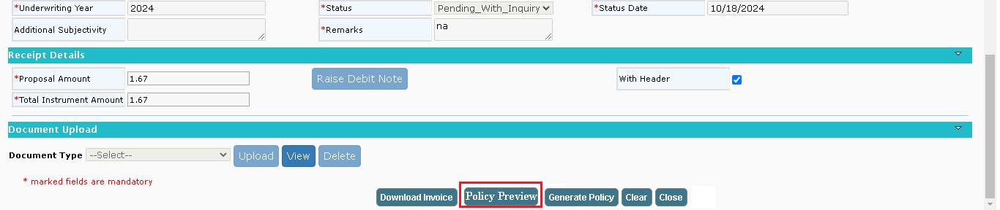 *Underwriting Year 2024 *Status Pending_With_Inquiry *Status Date 10/18/2024
Additional Subjectivity *Remarks na
Receipt Details
*Proposal Amount 1.67 Raise Debit Note With Header
*Total Instrument Amount 1.67
Document Upload
Document Type --Select-- Upload View Delete
* marked fields are mandatory
Download Invoice Policy Preview Generate Policy Clear Close